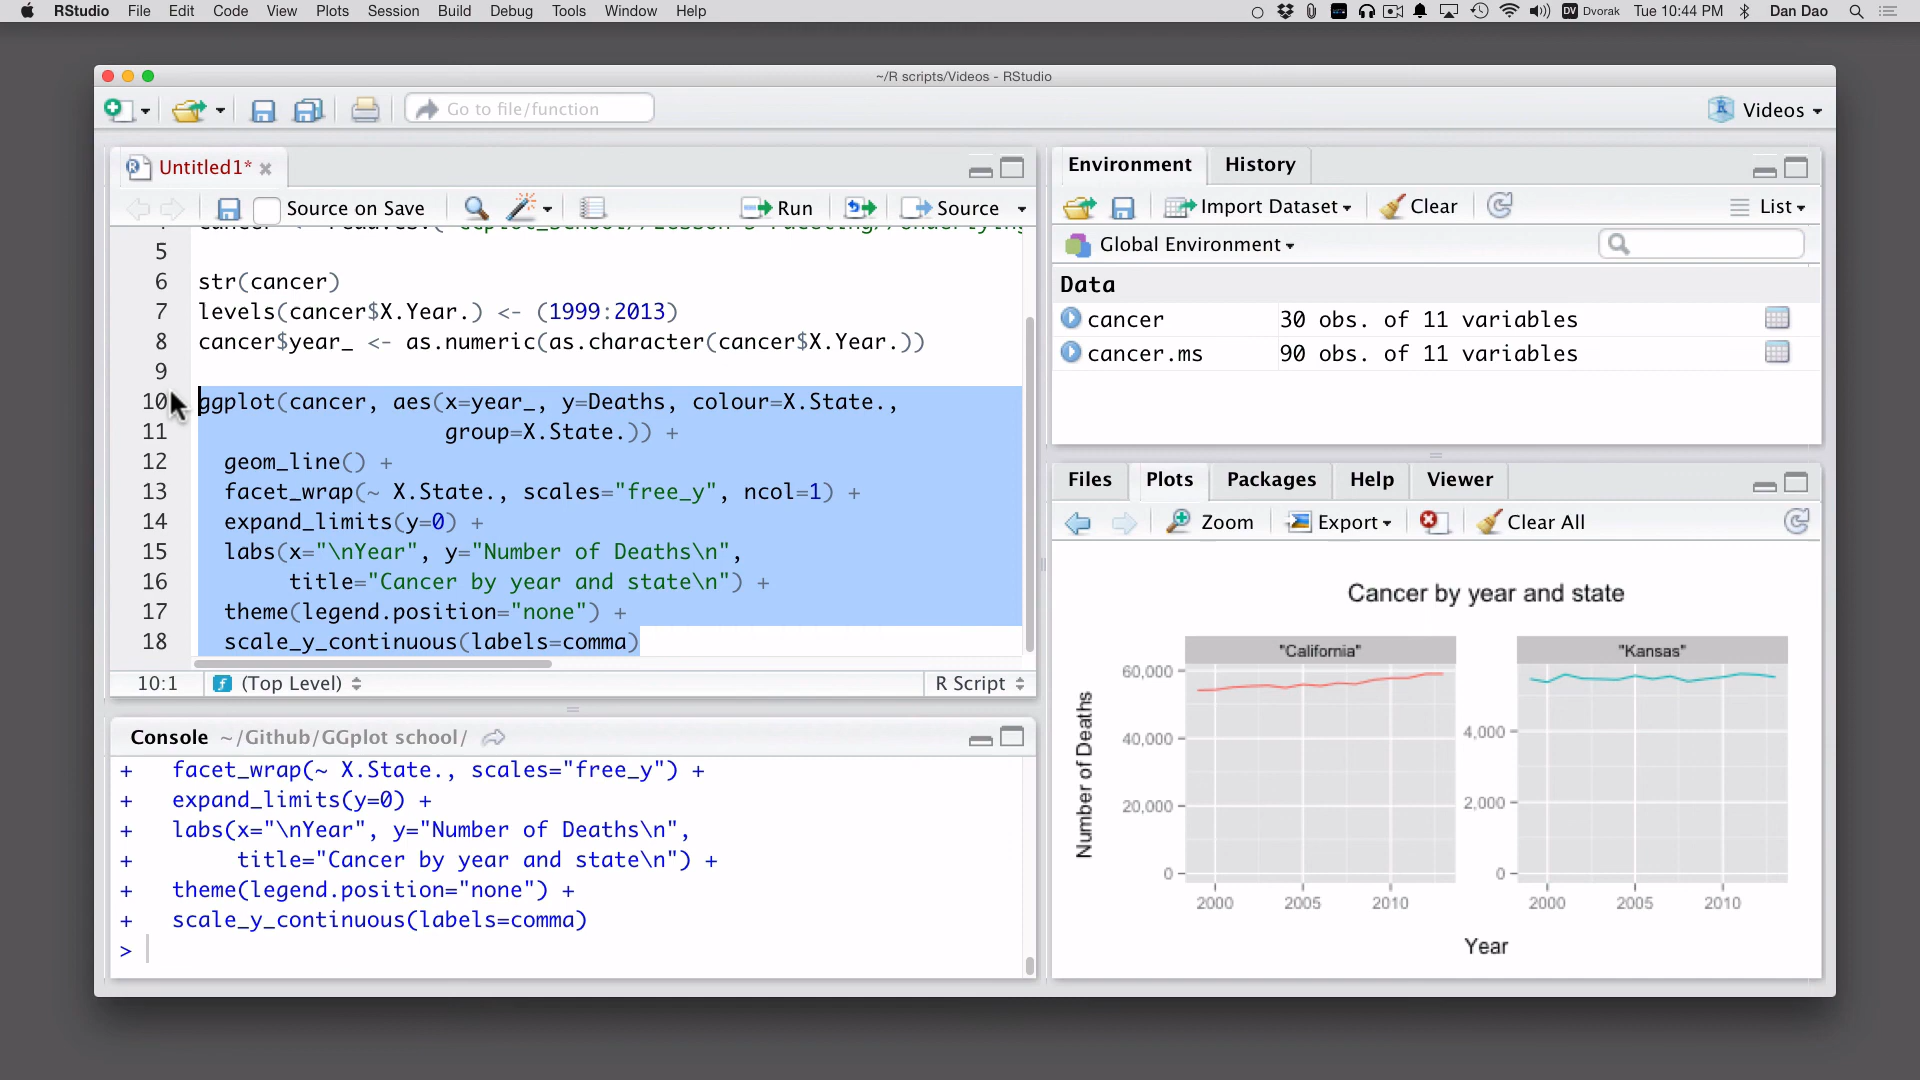 RStudio File Edit Code View Plots Session Build Debug Tools Window Help DV Dvorak Tue 10:44 PM Dan Dao
~/R scripts/Videos - RStudio
Go to file/function Videos
Untitled1*
Source on Save Run Source
5
6 str(cancer)
7 levels(cancer$X.Year.) <- (1999:2013)
8 cancer$year_ <- as.numeric(as.character(cancer$X.Year.))
9
10 ggplot(cancer, aes(x=year_, y=Deaths, colour=X.State.,
11 group=X.State.)) +
12 geom_line() +
13 facet_wrap(~ X.State., scales="free_y", ncol=1) +
14 expand_limits(y=0) +
15 labs(x="\nYear", y="Number of Deaths\n",
16 title="Cancer by year and state\n") +
17 theme(legend.position="none") +
18 scale_y_continuous(labels=comma)
10:1 (Top Level) R Script
Console ~/Github/GGplot school/
+ facet_wrap(~ X.State., scales="free_y") +
+ expand_limits(y=0) +
+ labs(x="\nYear", y="Number of Deaths\n",
+ title="Cancer by year and state\n") +
+ theme(legend.position="none") +
+ scale_y_continuous(labels=comma)
>
Environment History
Import Dataset Clear List
Global Environment
Data
cancer 30 obs. of 11 variables
cancer.ms 90 obs. of 11 variables
Files Plots Packages Help Viewer
Zoom Export Clear All
Cancer by year and state
"California" "Kansas"
Number of Deaths
60,000
40,000
20,000
0
4,000
2,000
0
2000 2005 2010 2000 2005 2010
Year